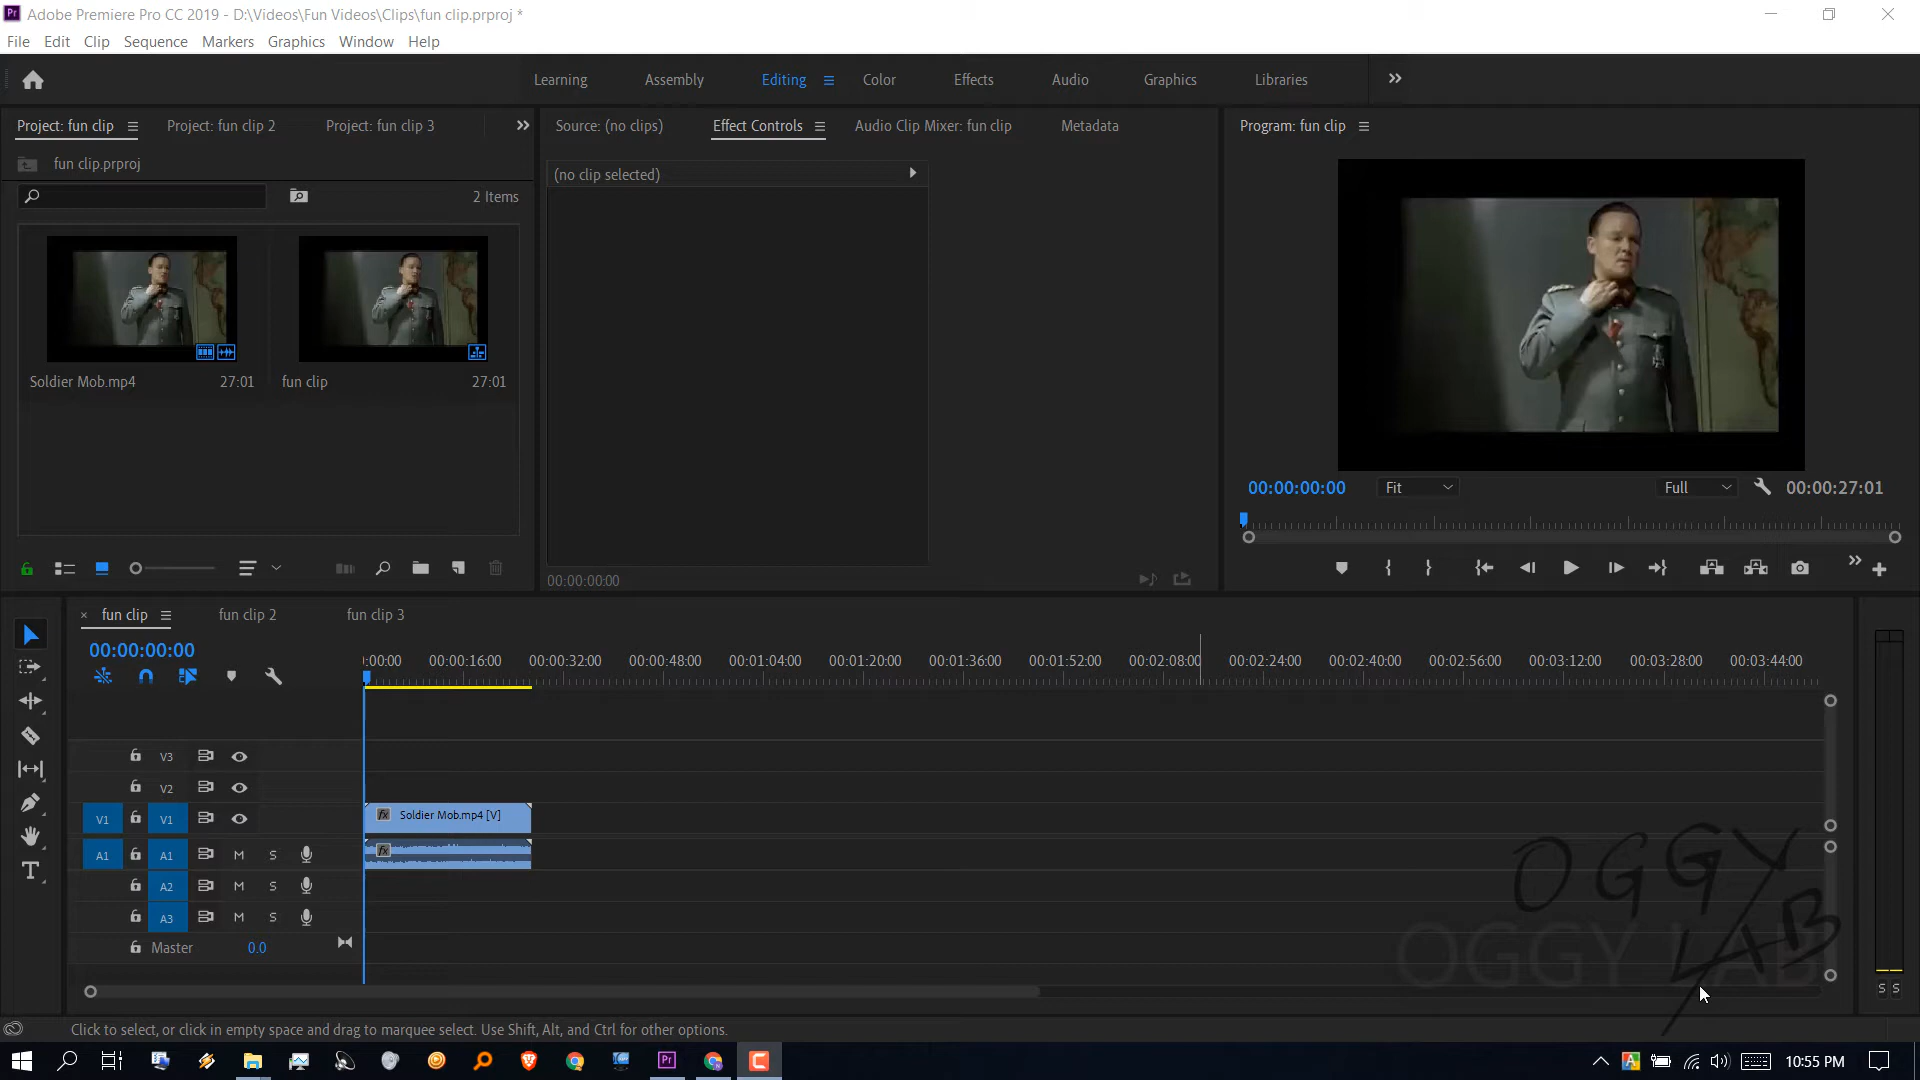 Adobe Premiere Pro CC 2019 - D:\Videos\Fun Videos\Clips\fun clip.prproj *
File Edit Clip Sequence Markers Graphics Window Help
Learning Assembly Editing Color Effects Audio Graphics Libraries
Project: fun clip Project: fun clip 2 Project: fun clip 3
Source: (no clips) Effect Controls Audio Clip Mixer: fun clip Metadata
Program: fun clip
fun clip.prproj
2 Items
(no clip selected)
Soldier Mob.mp4 27:01
fun clip 27:01
00:00:00:00 Fit Full 00:00:27:01
00:00:00:00
fun clip fun clip 2 fun clip 3
00:00:00:00
:00:00 00:00:16:00 00:00:32:00 00:00:48:00 00:01:04:00 00:01:20:00 00:01:36:00 00:01:52:00 00:02:08:00 00:02:24:00 00:02:40:00 00:02:56:00 00:03:12:00 00:03:28:00 00:03:44:00
V3
V2
V1 V1 fx Soldier Mob.mp4 [V]
A1 A1 M S fx
A2 M S
A3 M S
Master 0.0
OGGY LAB
OGGY LAB
S S
Click to select, or click in empty space and drag to marquee select. Use Shift, Alt, and Ctrl for other options.
10:55 PM